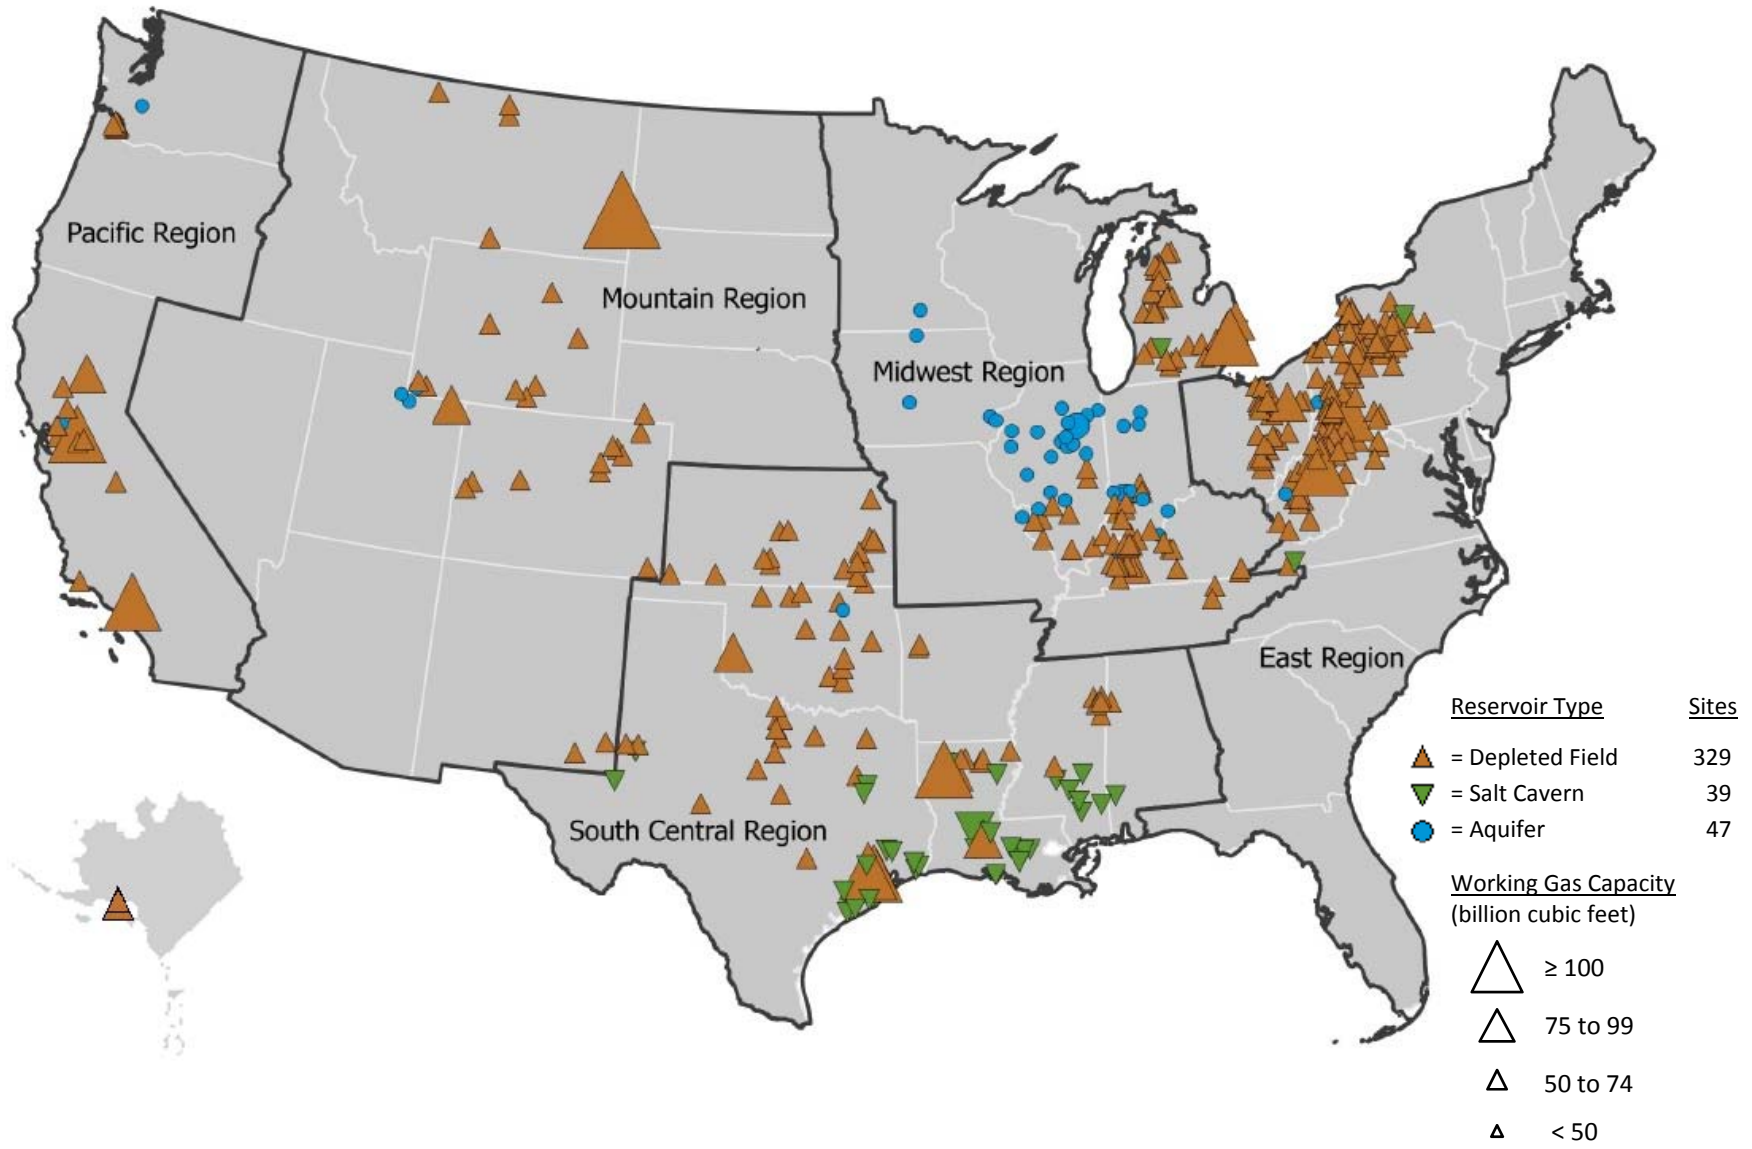 Pacific Region
Mountain Region
Midwest Region
East Region
South Central Region
Reservoir Type Sites
= Depleted Field 329
= Salt Cavern 39
= Aquifer 47
Working Gas Capacity
(billion cubic feet)
≥ 100
75 to 99
50 to 74
< 50